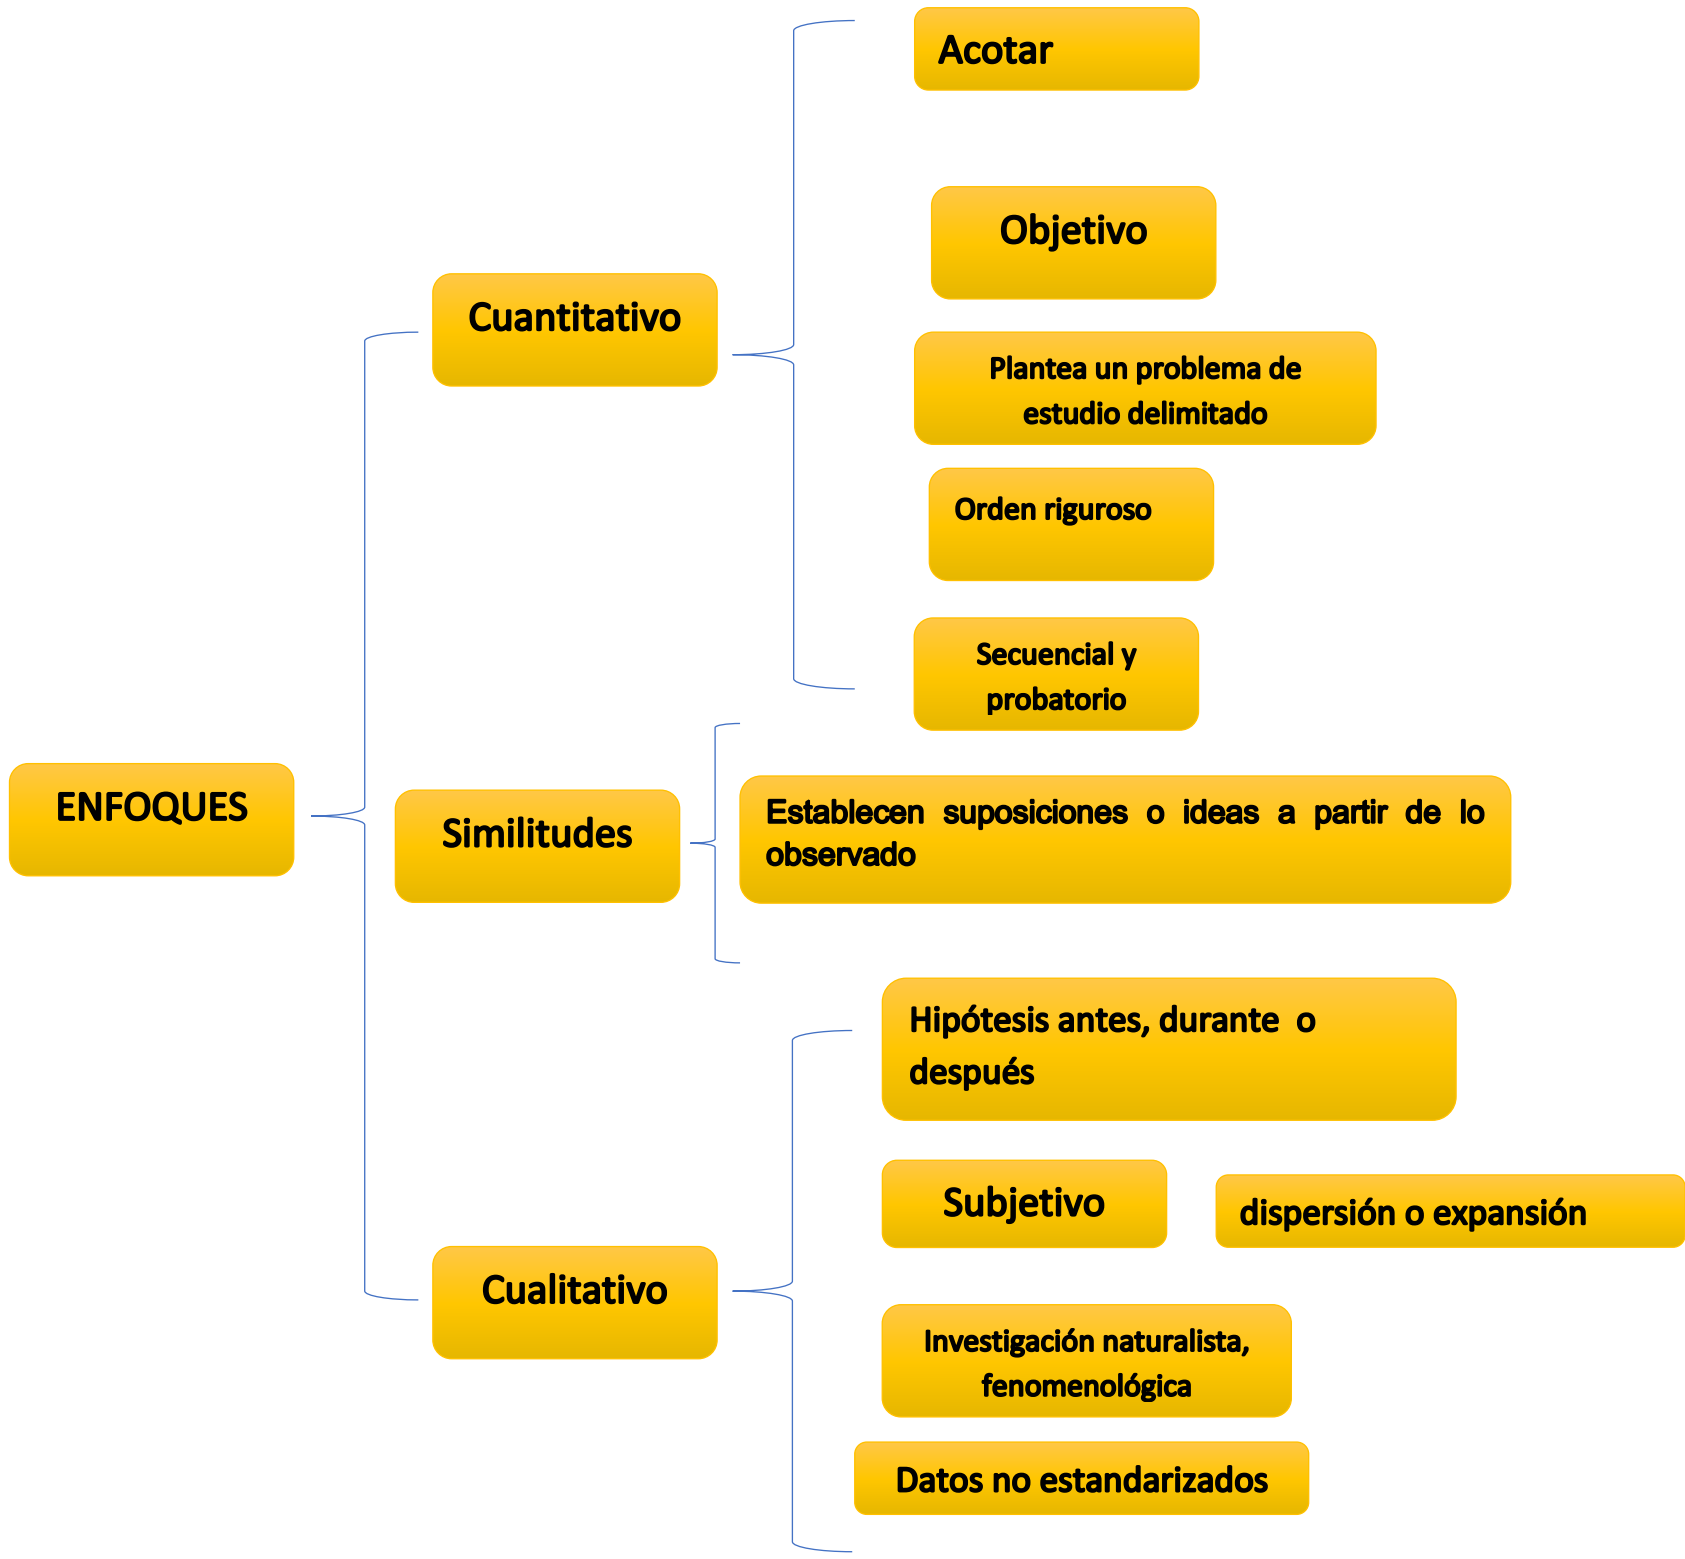 ENFOQUES
Cuantitativo
Acotar
Objetivo
Plantea un problema de
estudio delimitado
Orden riguroso
Secuencial y
probatorio
Similitudes
Establecen suposiciones o ideas a partir de lo
observado
Cualitativo
Hipótesis antes, durante o
después
Subjetivo
dispersión o expansión
Investigación naturalista,
fenomenológica
Datos no estandarizados